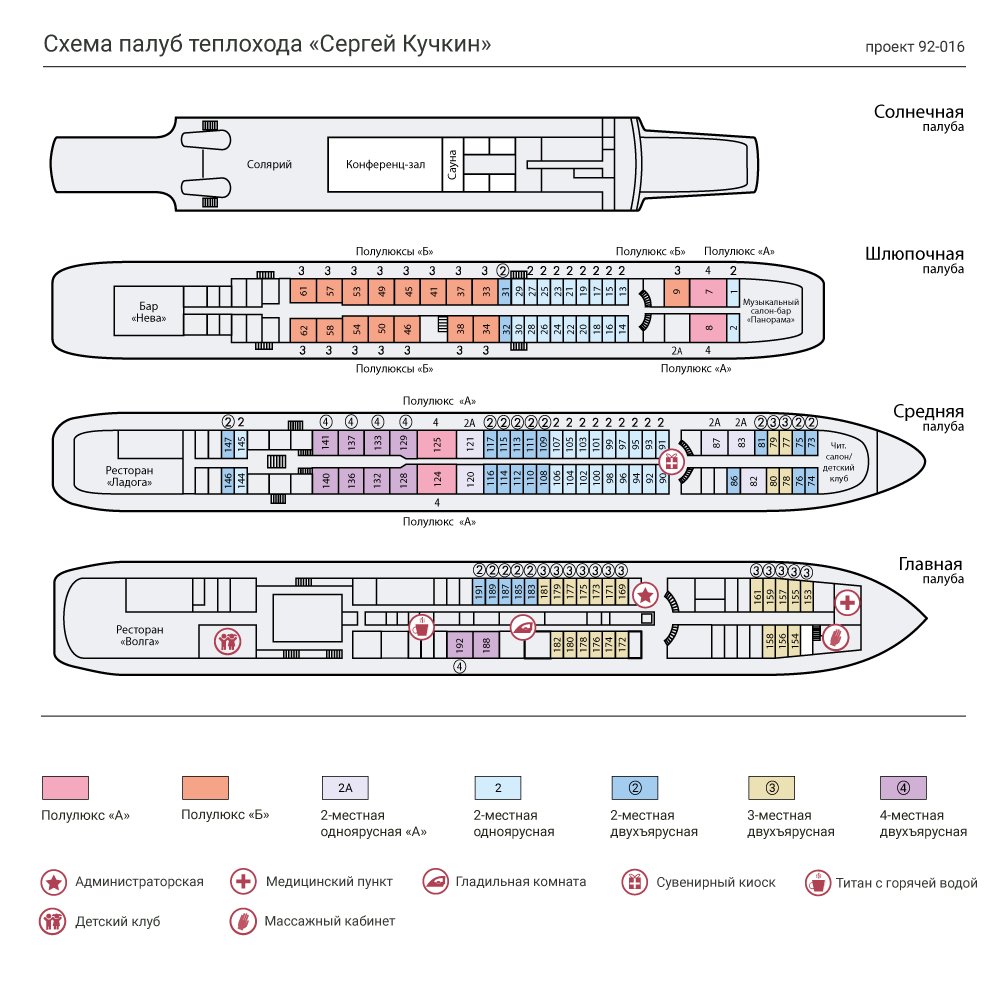 Схема палуб теплохода «Сергей Кучкин»
проект 92-016
Солнечная
палуба
Солярий
Конференц-зал
Сауна
Полулюксы «Б»
Полулюкс «Б»
Полулюкс «А»
Шлюпочная
палуба
3 3 3 3 3 3 3 3 2 2 2 2 2 2 2 2 2 3 4 2
61 57 53 49 45 41 37 33 31 29 27 25 23 21 19 17 15 13 9 7 1
Бар
«Нева»
Музыкальный
салон-бар
«Панорама»
62 58 54 50 46 38 34 32 30 28 26 24 22 20 18 16 14 8 2
3 3 3 3 3 3 3 2А 4
Полулюксы «Б»
Полулюкс «А»
Полулюкс «А»
Средняя
палуба
2 2 4 4 4 4 4 2А 2 2 2 2 2 2 2 2 2 2 2 2 2 2 2А 2А 2 3 3 2 2
147 145 141 137 133 129 125 121 117 115 113 111 109 107 105 103 101 99 97 95 93 91 87 83 81 79 77 75 73
Ресторан
«Ладога»
Чит.
салон/
детский
клуб
146 144 140 136 132 128 124 120 116 114 112 110 108 106 104 102 100 98 96 94 92 90 86 82 80 78 76 74
4
Полулюкс «А»
Главная
палуба
2 2 2 2 2 3 3 3 3 3 3 3 3 3 3 3 3
191 189 187 185 183 181 179 177 175 173 171 169 161 159 157 155 153
Ресторан
«Волга»
192 188 182 180 178 176 174 172 158 156 154
4
2А
2
2
3
4
Полулюкс «А»
Полулюкс «Б»
2-местная
одноярусная «А»
2-местная
одноярусная
2-местная
двухъярусная
3-местная
двухъярусная
4-местная
двухъярусная
Администраторская
Медицинский пункт
Гладильная комната
Сувенирный киоск
Титан с горячей водой
Детский клуб
Массажный кабинет